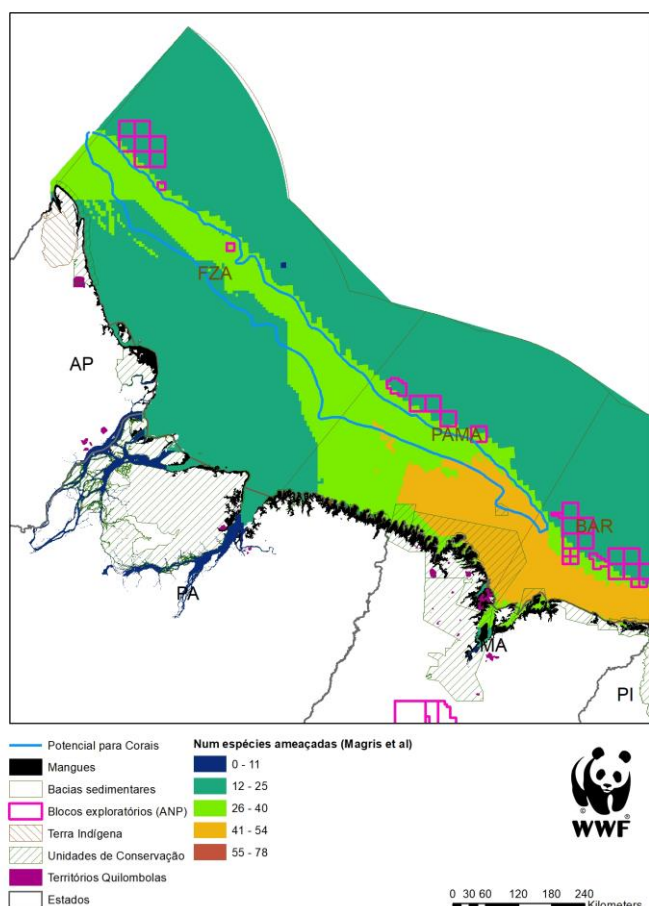 FZA
AP
PAMA
BAR
PA
MA
PI
Potencial para Corais
Mangues
Bacias sedimentares
Blocos exploratórios (ANP)
Terra Indígena
Unidades de Conservação
Territórios Quilombolas
Estados
Num espécies ameaçadas (Magris et al)
0 - 11
12 - 25
26 - 40
41 - 54
55 - 78
WWF
0 30 60 120 180 240
Kilometers